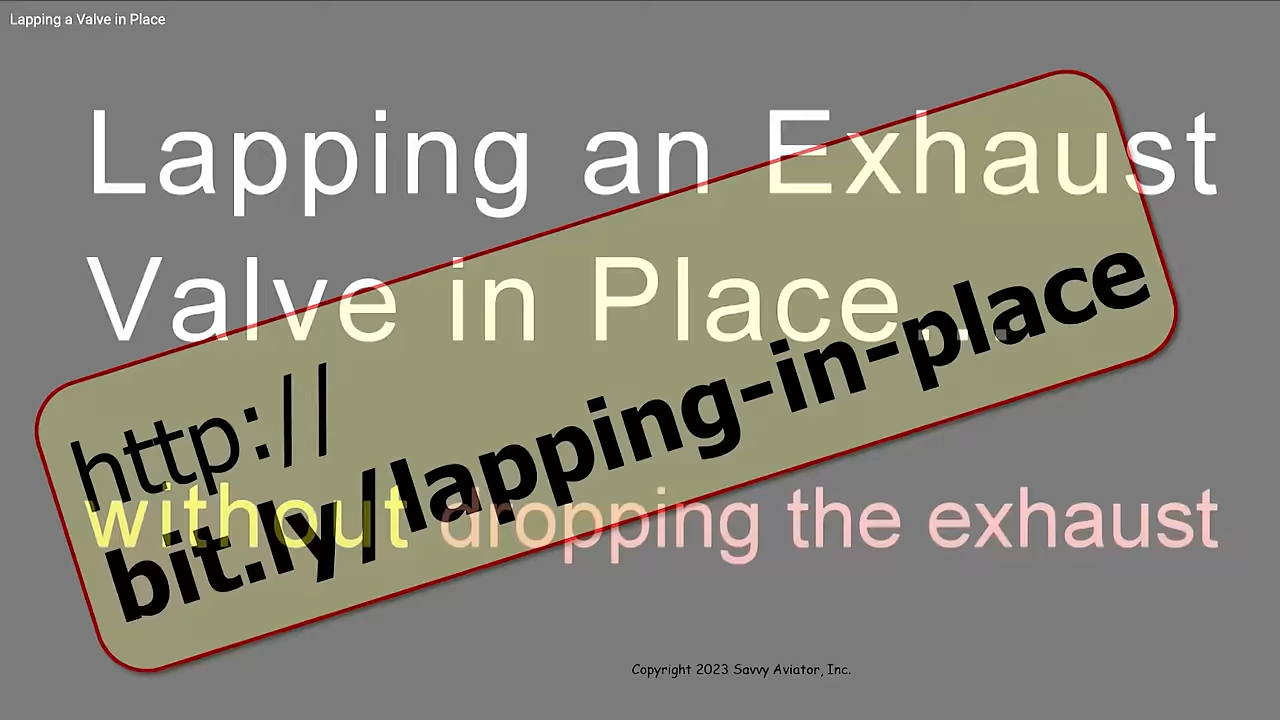 Lapping a Valve in Place
Lapping an Exhaust
Valve in Place...
http://
bit.ly/lapping-in-place
without dropping the exhaust
Copyright 2023 Savvy Aviator, Inc.